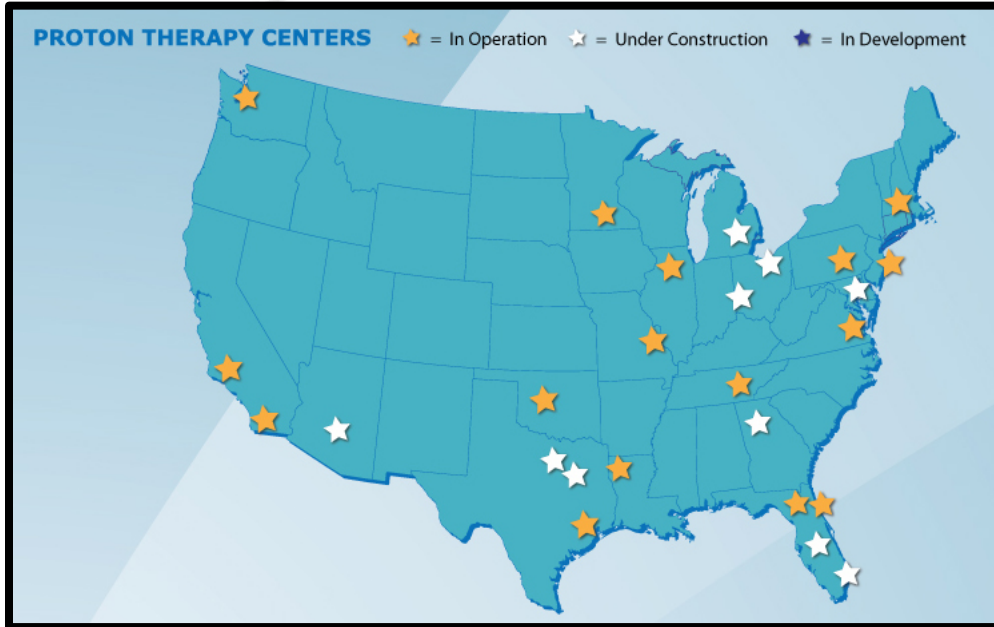 PROTON THERAPY CENTERS = In Operation = Under Construction = In Development